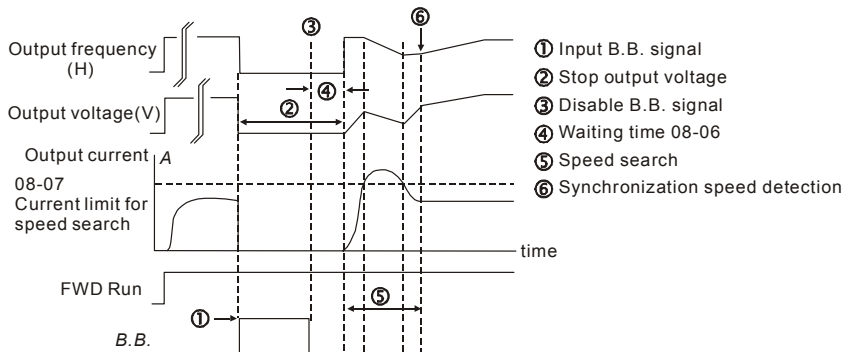 Output frequency
(H)
Output voltage(V)
Output current
A
08-07
Current limit for
speed search
time
FWD Run
B.B.
①
②
③
④
⑤
⑥
① Input B.B. signal
② Stop output voltage
③ Disable B.B. signal
④ Waiting time 08-06
⑤ Speed search
⑥ Synchronization speed detection